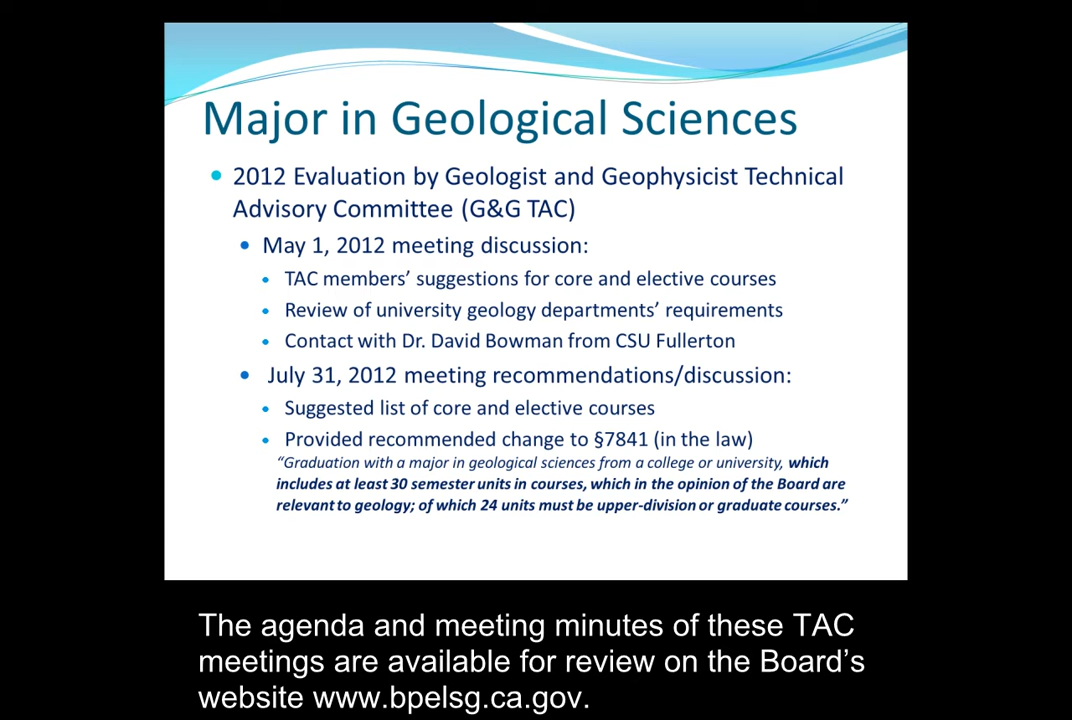 Major in Geological Sciences
• 2012 Evaluation by Geologist and Geophysicist Technical
Advisory Committee (G&G TAC)
• May 1, 2012 meeting discussion:
• TAC members’ suggestions for core and elective courses
• Review of university geology departments’ requirements
• Contact with Dr. David Bowman from CSU Fullerton
• July 31, 2012 meeting recommendations/discussion:
• Suggested list of core and elective courses
• Provided recommended change to §7841 (in the law)
“Graduation with a major in geological sciences from a college or university, which
includes at least 30 semester units in courses, which in the opinion of the Board are
relevant to geology; of which 24 units must be upper-division or graduate courses.”
The agenda and meeting minutes of these TAC
meetings are available for review on the Board’s
website www.bpelsg.ca.gov.